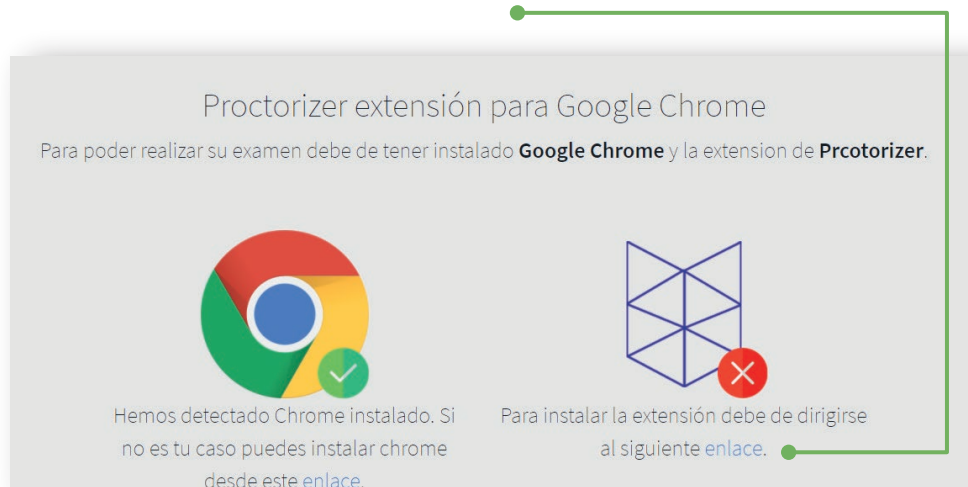 Proctorizer extensión para Google Chrome
Para poder realizar su examen debe de tener instalado Google Chrome y la extension de Prcotorizer.
Hemos detectado Chrome instalado. Si
no es tu caso puedes instalar chrome
desde este enlace.
Para instalar la extensión debe de dirigirse
al siguiente enlace.